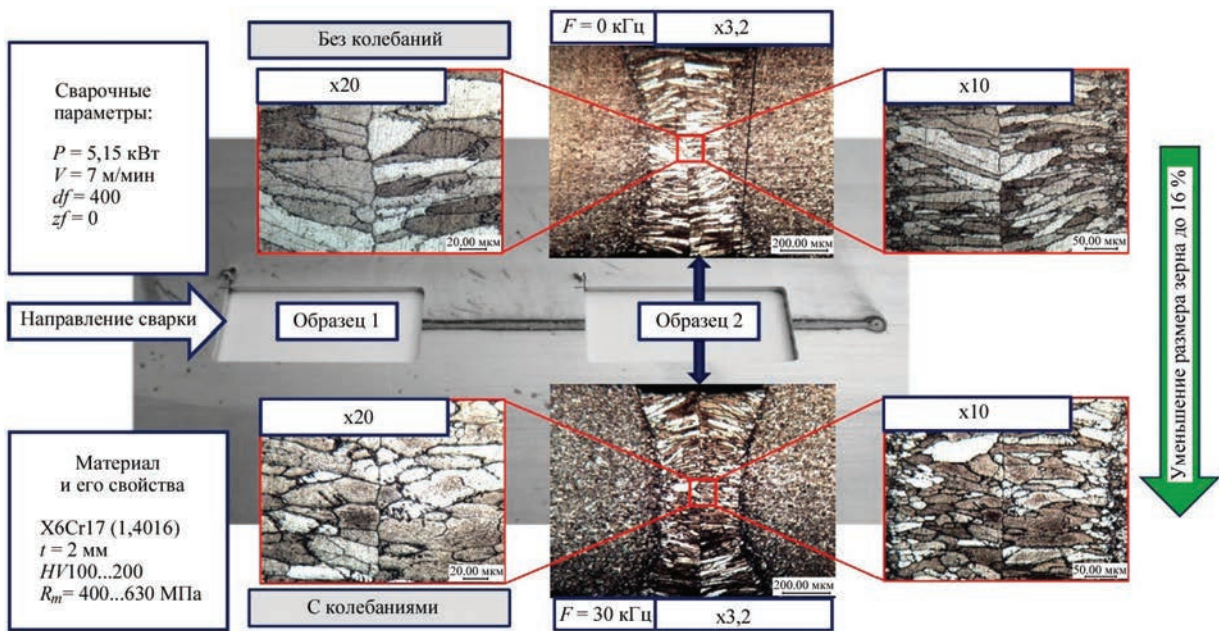 Без колебаний
F = 0 кГц
x3,2
Сварочные
параметры:
P = 5,15 кВт
V = 7 м/мин
df = 400
zf = 0
x20
20,00 мкм
200,00 мкм
x10
50,00 мкм
Уменьшение размера зерна до 16 %
Направление сварки
Образец 1
Образец 2
Материал
и его свойства
X6Cr17 (1,4016)
t = 2 мм
HV100...200
Rm = 400...630 МПа
x20
20,00 мкм
200,00 мкм
x10
50,00 мкм
С колебаниями
F = 30 кГц
x3,2